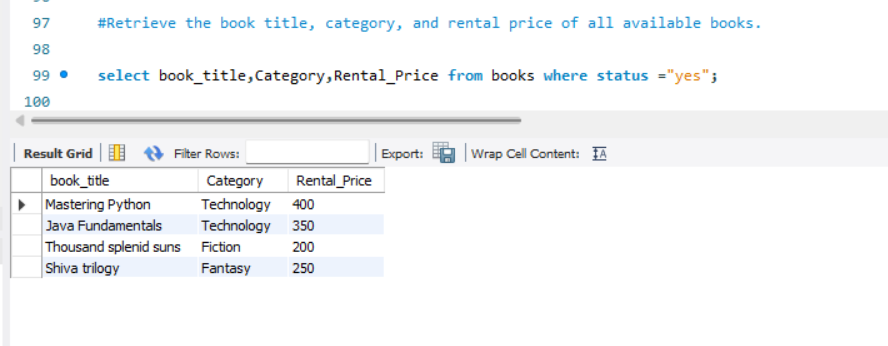 97 #Retrieve the book title, category, and rental price of all available books.
98
99 select book_title,Category,Rental_Price from books where status ="yes";
100
Result Grid Filter Rows: Export: Wrap Cell Content: IA
book_title Category Rental_Price
Mastering Python Technology 400
Java Fundamentals Technology 350
Thousand splenid suns Fiction 200
Shiva trilogy Fantasy 250